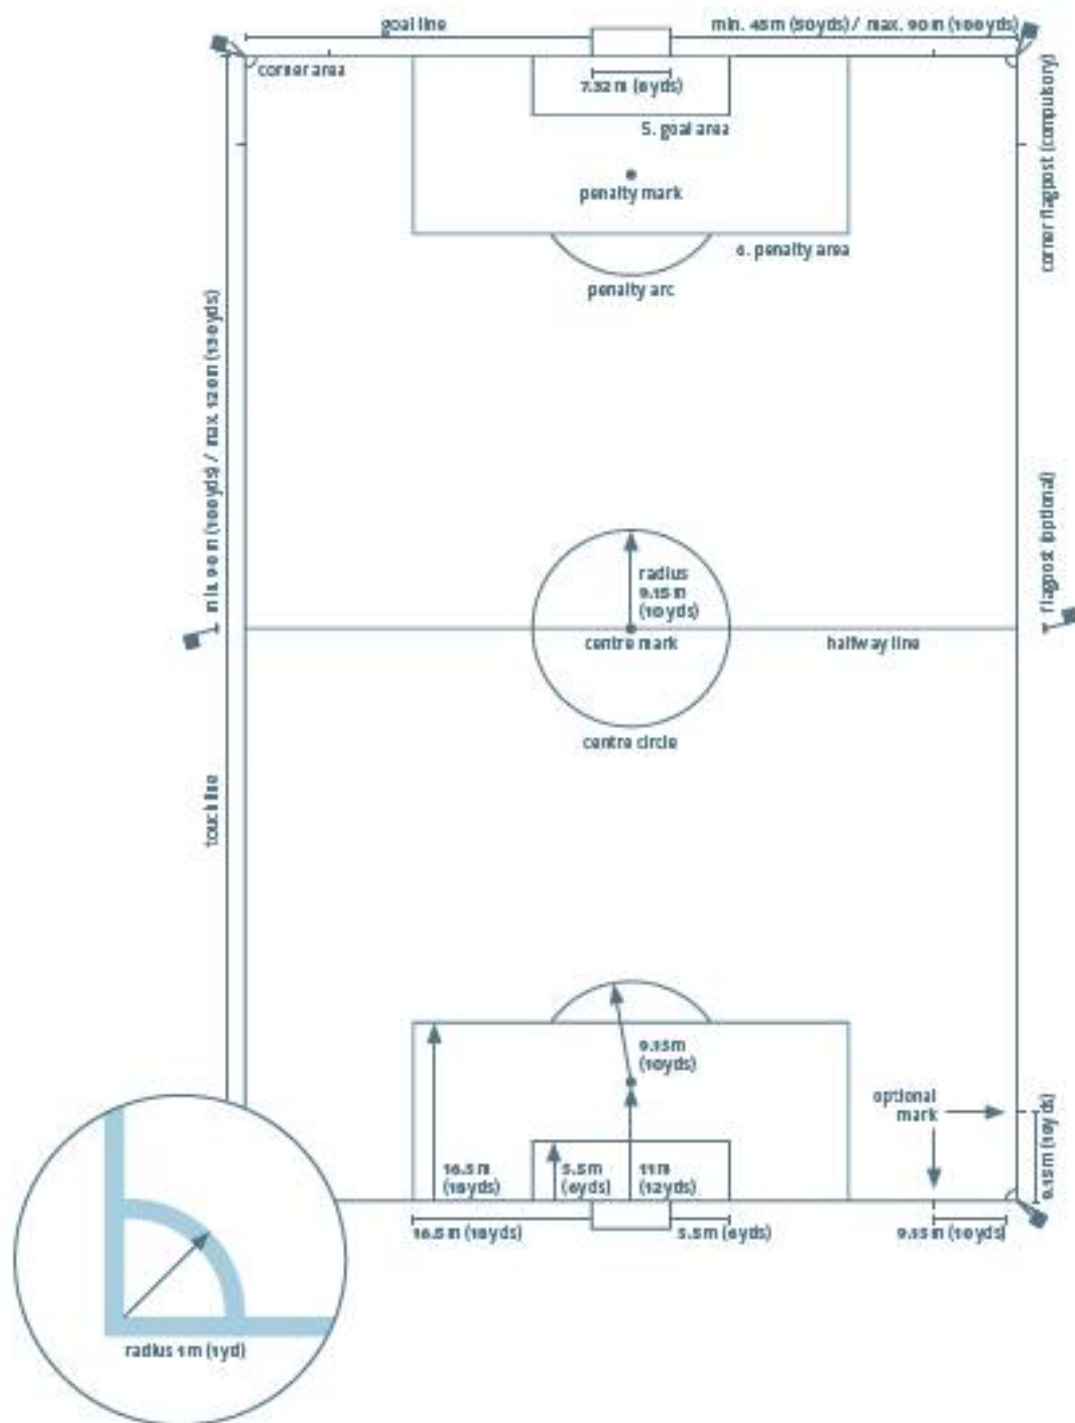 goal line
min. 45m (50yds) / max. 90m (100yds)
corner area
7.32m (8yds)
5. goal area
penalty mark
6. penalty area
penalty arc
corner flagpost (compulsory)
min. 90m (100yds) / max. 120m (130yds)
flagpost (optional)
radius
9.15m
(10yds)
centre mark
halfway line
centre circle
touchline
9.15m
(10yds)
optional
mark
9.15m (10yds)
16.5m
(18yds)
5.5m
(6yds)
11m
(12yds)
16.5m (18yds)
5.5m (6yds)
9.15m (10yds)
radius 1m (1yd)